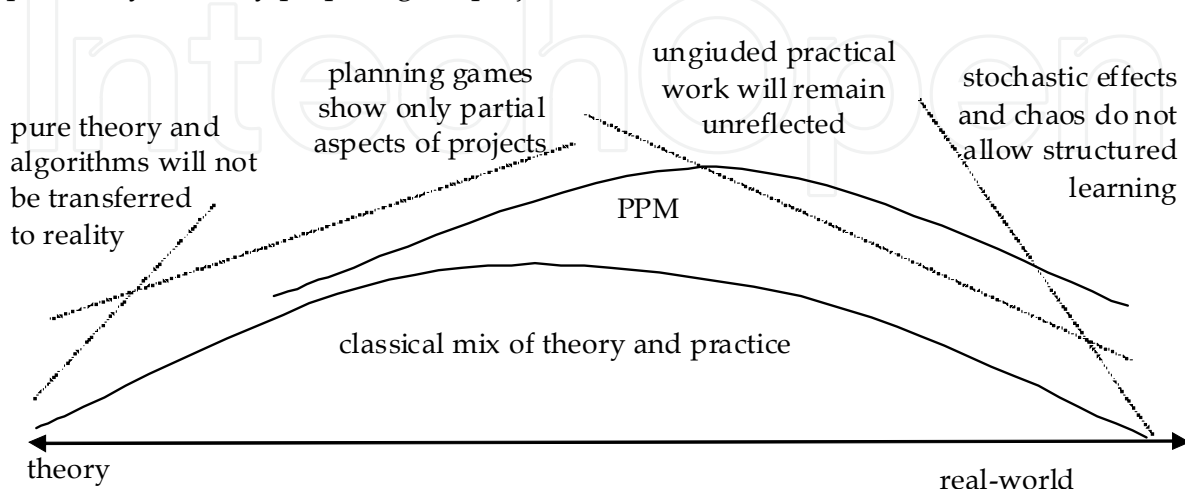 IntechOpen
planning games
show only partial
aspects of projects
ungiuded practical
work will remain
unreflected
stochastic effects
and chaos do not
allow structured
learning
pure theory and
algorithms will not
be transferred
to reality
PPM
classical mix of theory and practice
theory
real-world